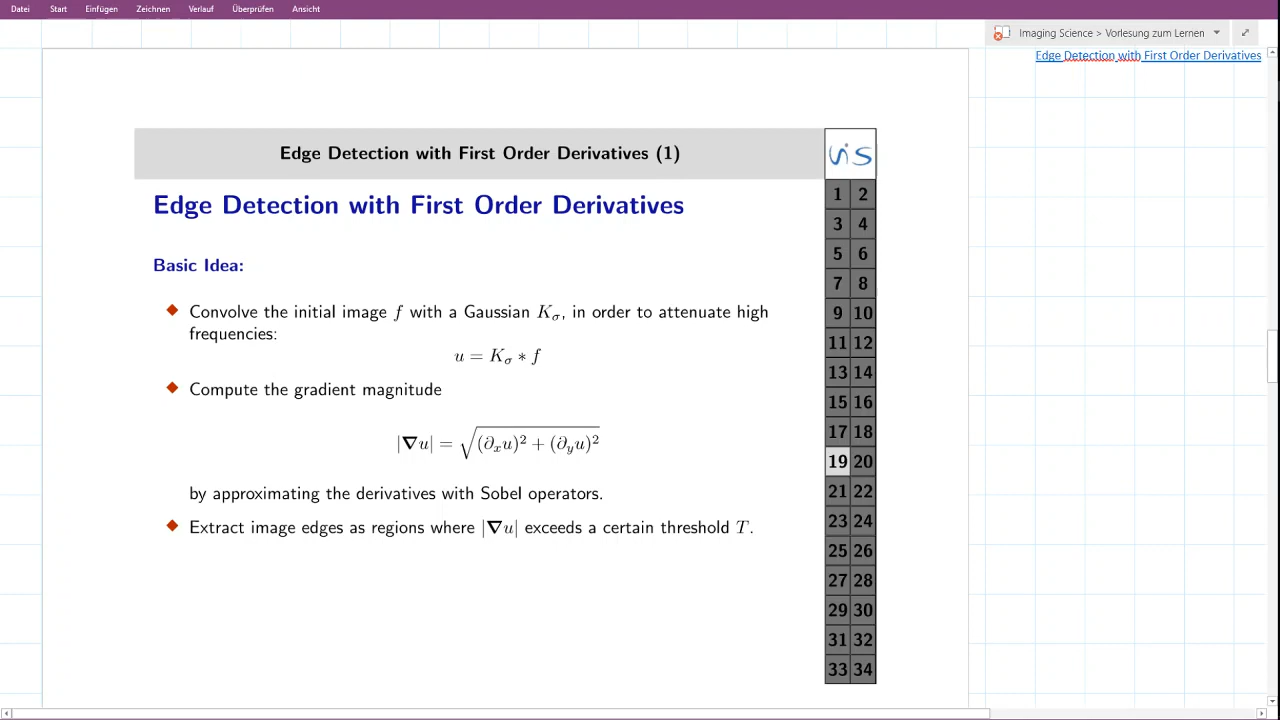 Datei Start Einfügen Zeichnen Verlauf Überprüfen Ansicht
Imaging Science > Vorlesung zum Lernen
Edge Detection with First Order Derivatives
Edge Detection with First Order Derivatives (1)
vis
Edge Detection with First Order Derivatives
Basic Idea:
◆ Convolve the initial image f with a Gaussian Kσ, in order to attenuate high
frequencies:
u = Kσ ∗ f
◆ Compute the gradient magnitude
|∇u| = √(∂ₓu)² + (∂ᵧu)²
by approximating the derivatives with Sobel operators.
◆ Extract image edges as regions where |∇u| exceeds a certain threshold T.
1 2
3 4
5 6
7 8
9 10
11 12
13 14
15 16
17 18
19 20
21 22
23 24
25 26
27 28
29 30
31 32
33 34